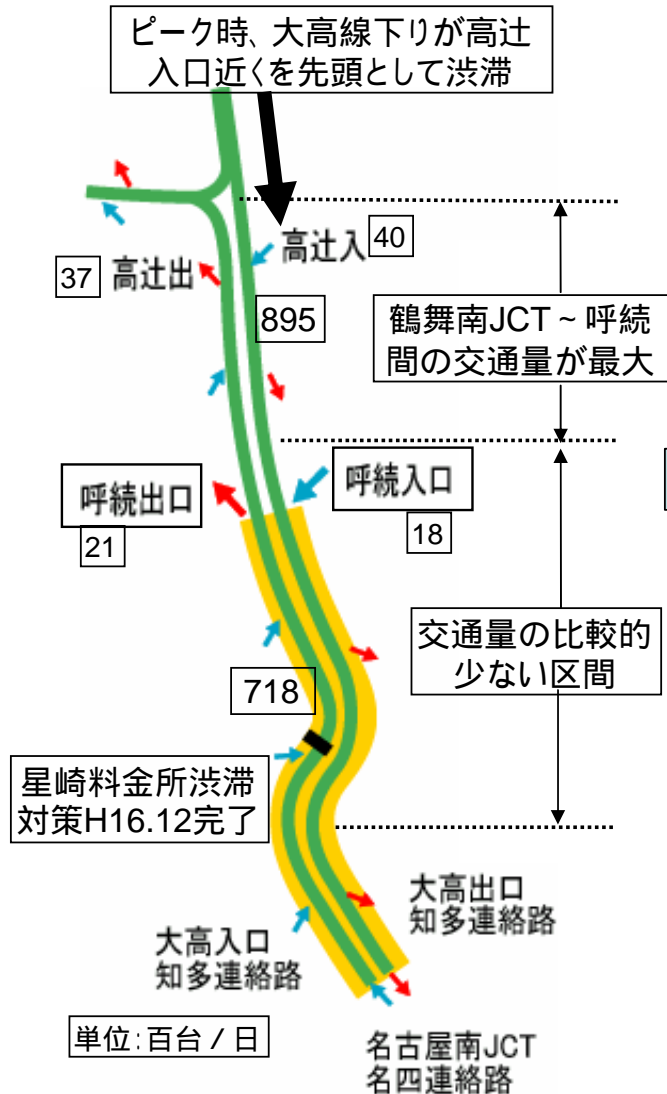 ピーク時、大高線下りが高辻
入口近くを先頭として渋滞
高辻入
40
37
高辻出
895
鶴舞南JCT~呼続
間の交通量が最大
呼続出口
21
呼続入口
18
交通量の比較的
少ない区間
718
星崎料金所渋滞
対策H16.12完了
大高出口
知多連絡路
大高入口
知多連絡路
単位:百台/日
名古屋南JCT
名四連絡路